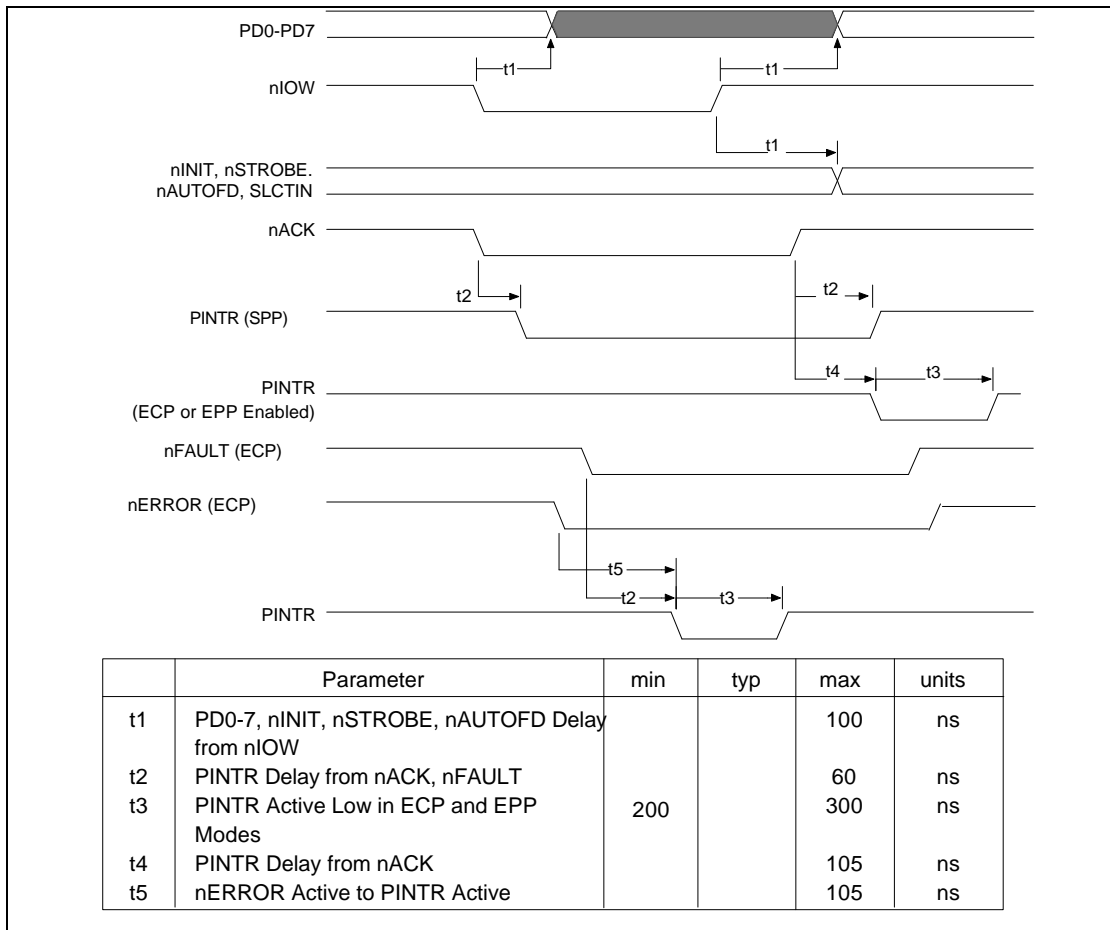 PD0-PD7
t1
t1
nIOW
t1
nINIT, nSTROBE.
nAUTOFD, SLCTIN
nACK
t2
t2
PINTR (SPP)
t4
t3
PINTR
(ECP or EPP Enabled)
nFAULT (ECP)
nERROR (ECP)
t5
t2
t3
PINTR
Parameter min typ max units
t1 PD0-7, nINIT, nSTROBE, nAUTOFD Delay 100 ns
from nIOW
t2 PINTR Delay from nACK, nFAULT 60 ns
t3 PINTR Active Low in ECP and EPP 200 300 ns
Modes
t4 PINTR Delay from nACK 105 ns
t5 nERROR Active to PINTR Active 105 ns